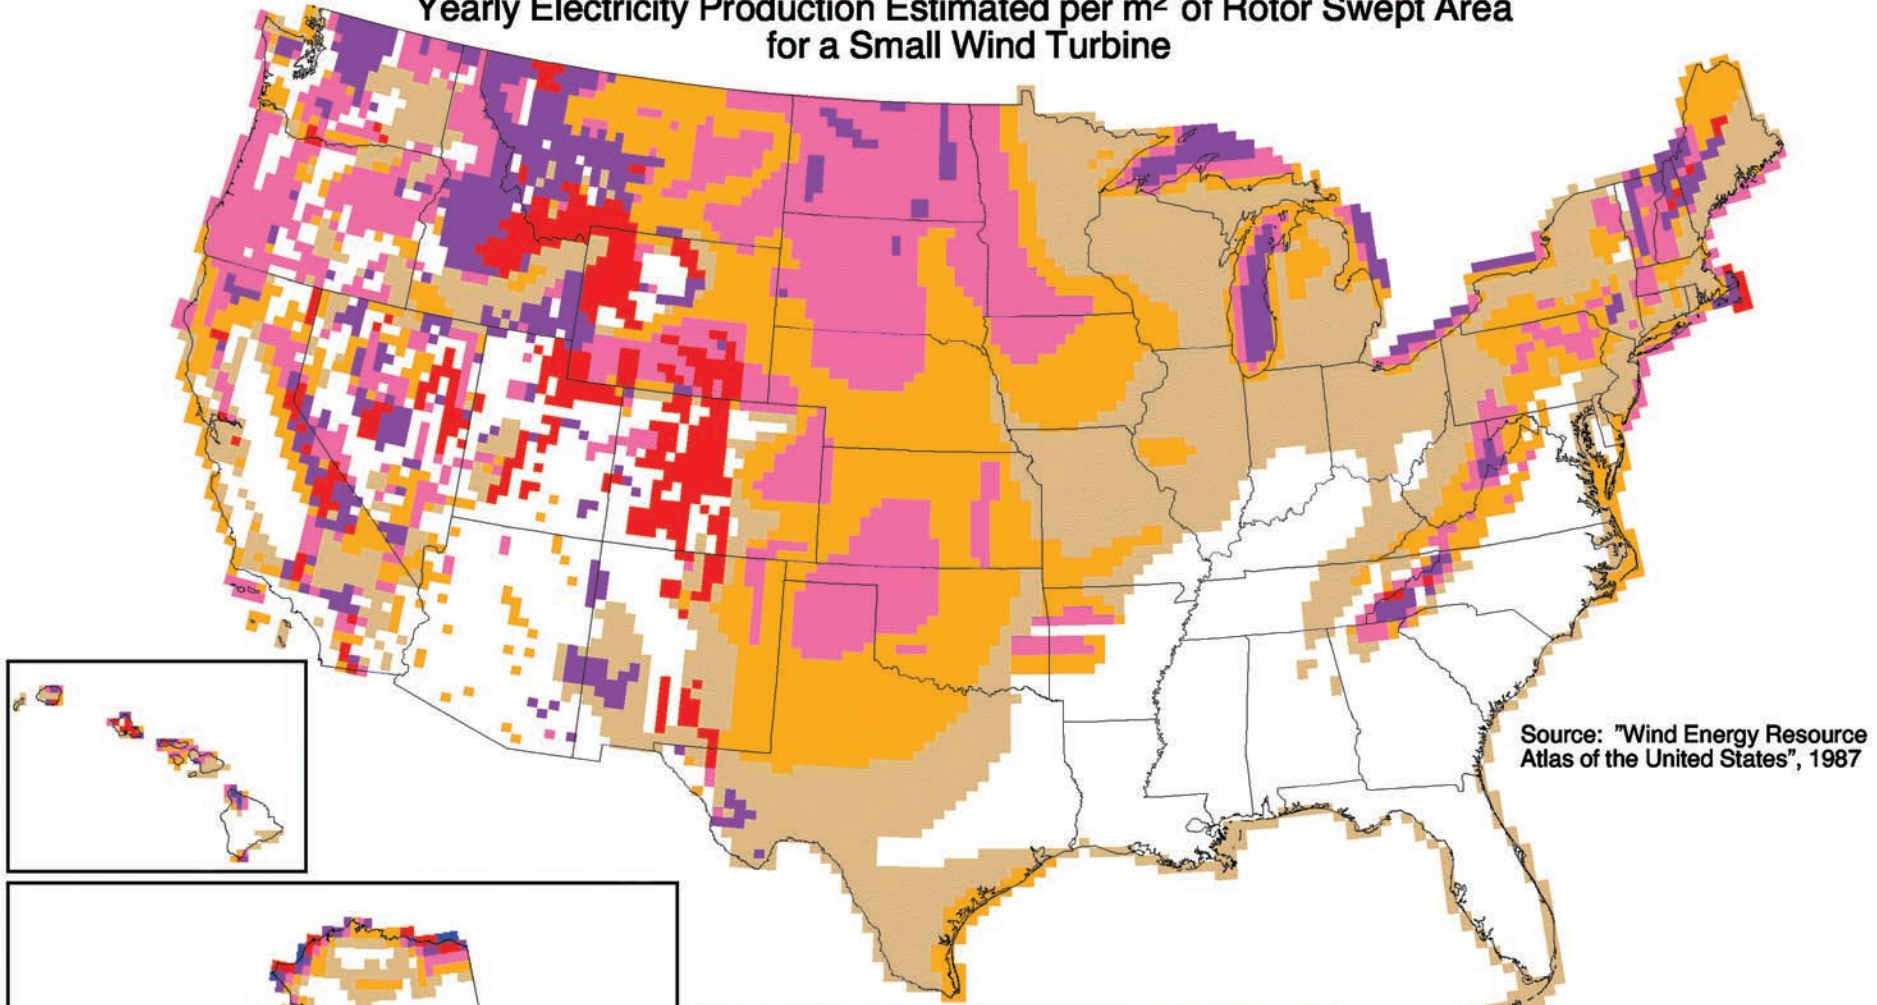 Yearly Electricity Production Estimated per m² of Rotor Swept Area
for a Small Wind Turbine
Source: "Wind Energy Resource
Atlas of the United States", 1987